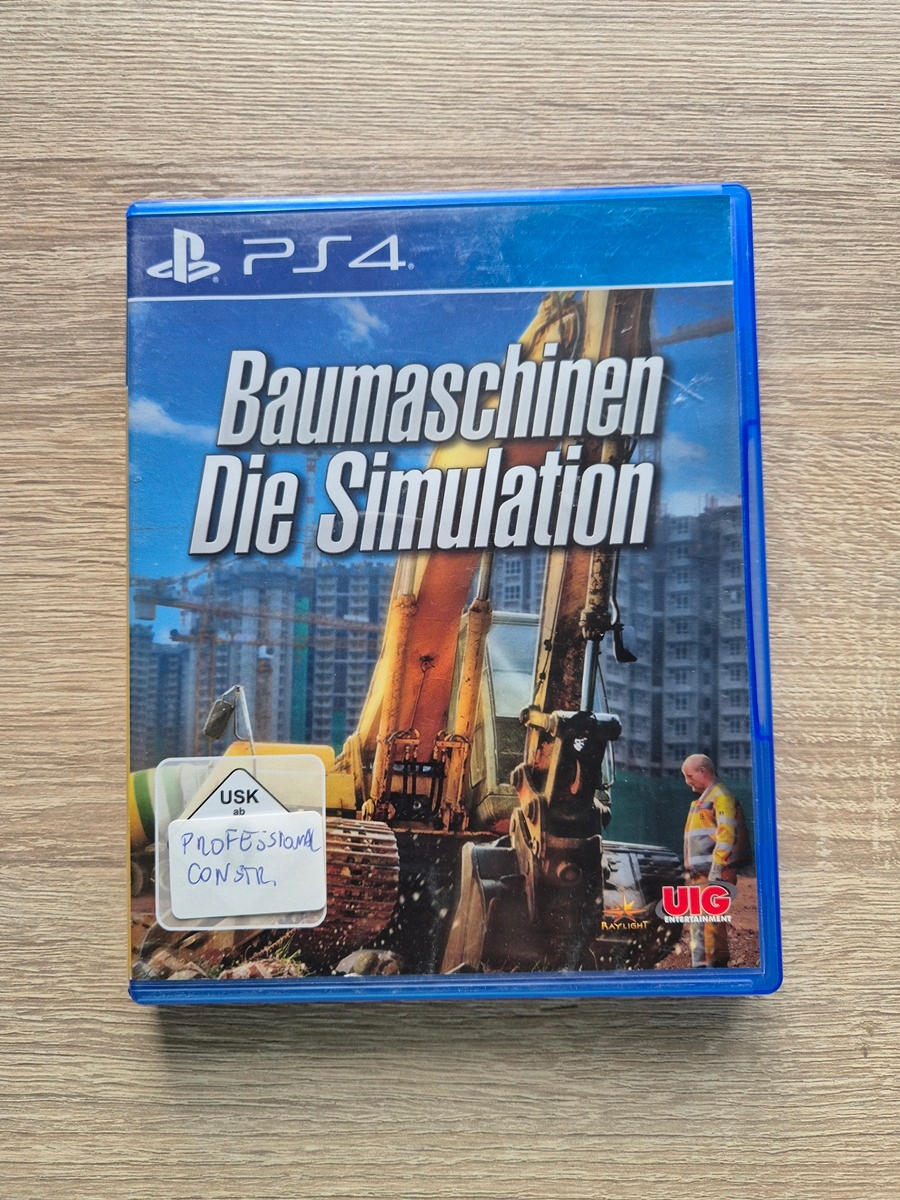 PS4
Baumaschinen
Die Simulation
USK
ab
PROFESSIONAL
CONSTR.
RAYLIGHT
UIG
ENTERTAINMENT